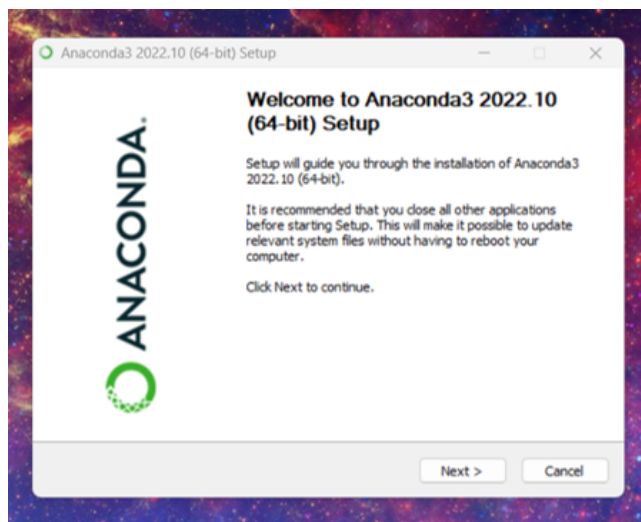 Anaconda3 2022.10 (64-bit) Setup
Welcome to Anaconda3 2022.10
(64-bit) Setup
ANACONDA.
Setup will guide you through the installation of Anaconda3
2022.10 (64-bit).
It is recommended that you close all other applications
before starting Setup. This will make it possible to update
relevant system files without having to reboot your
computer.
Click Next to continue.
Next >
Cancel